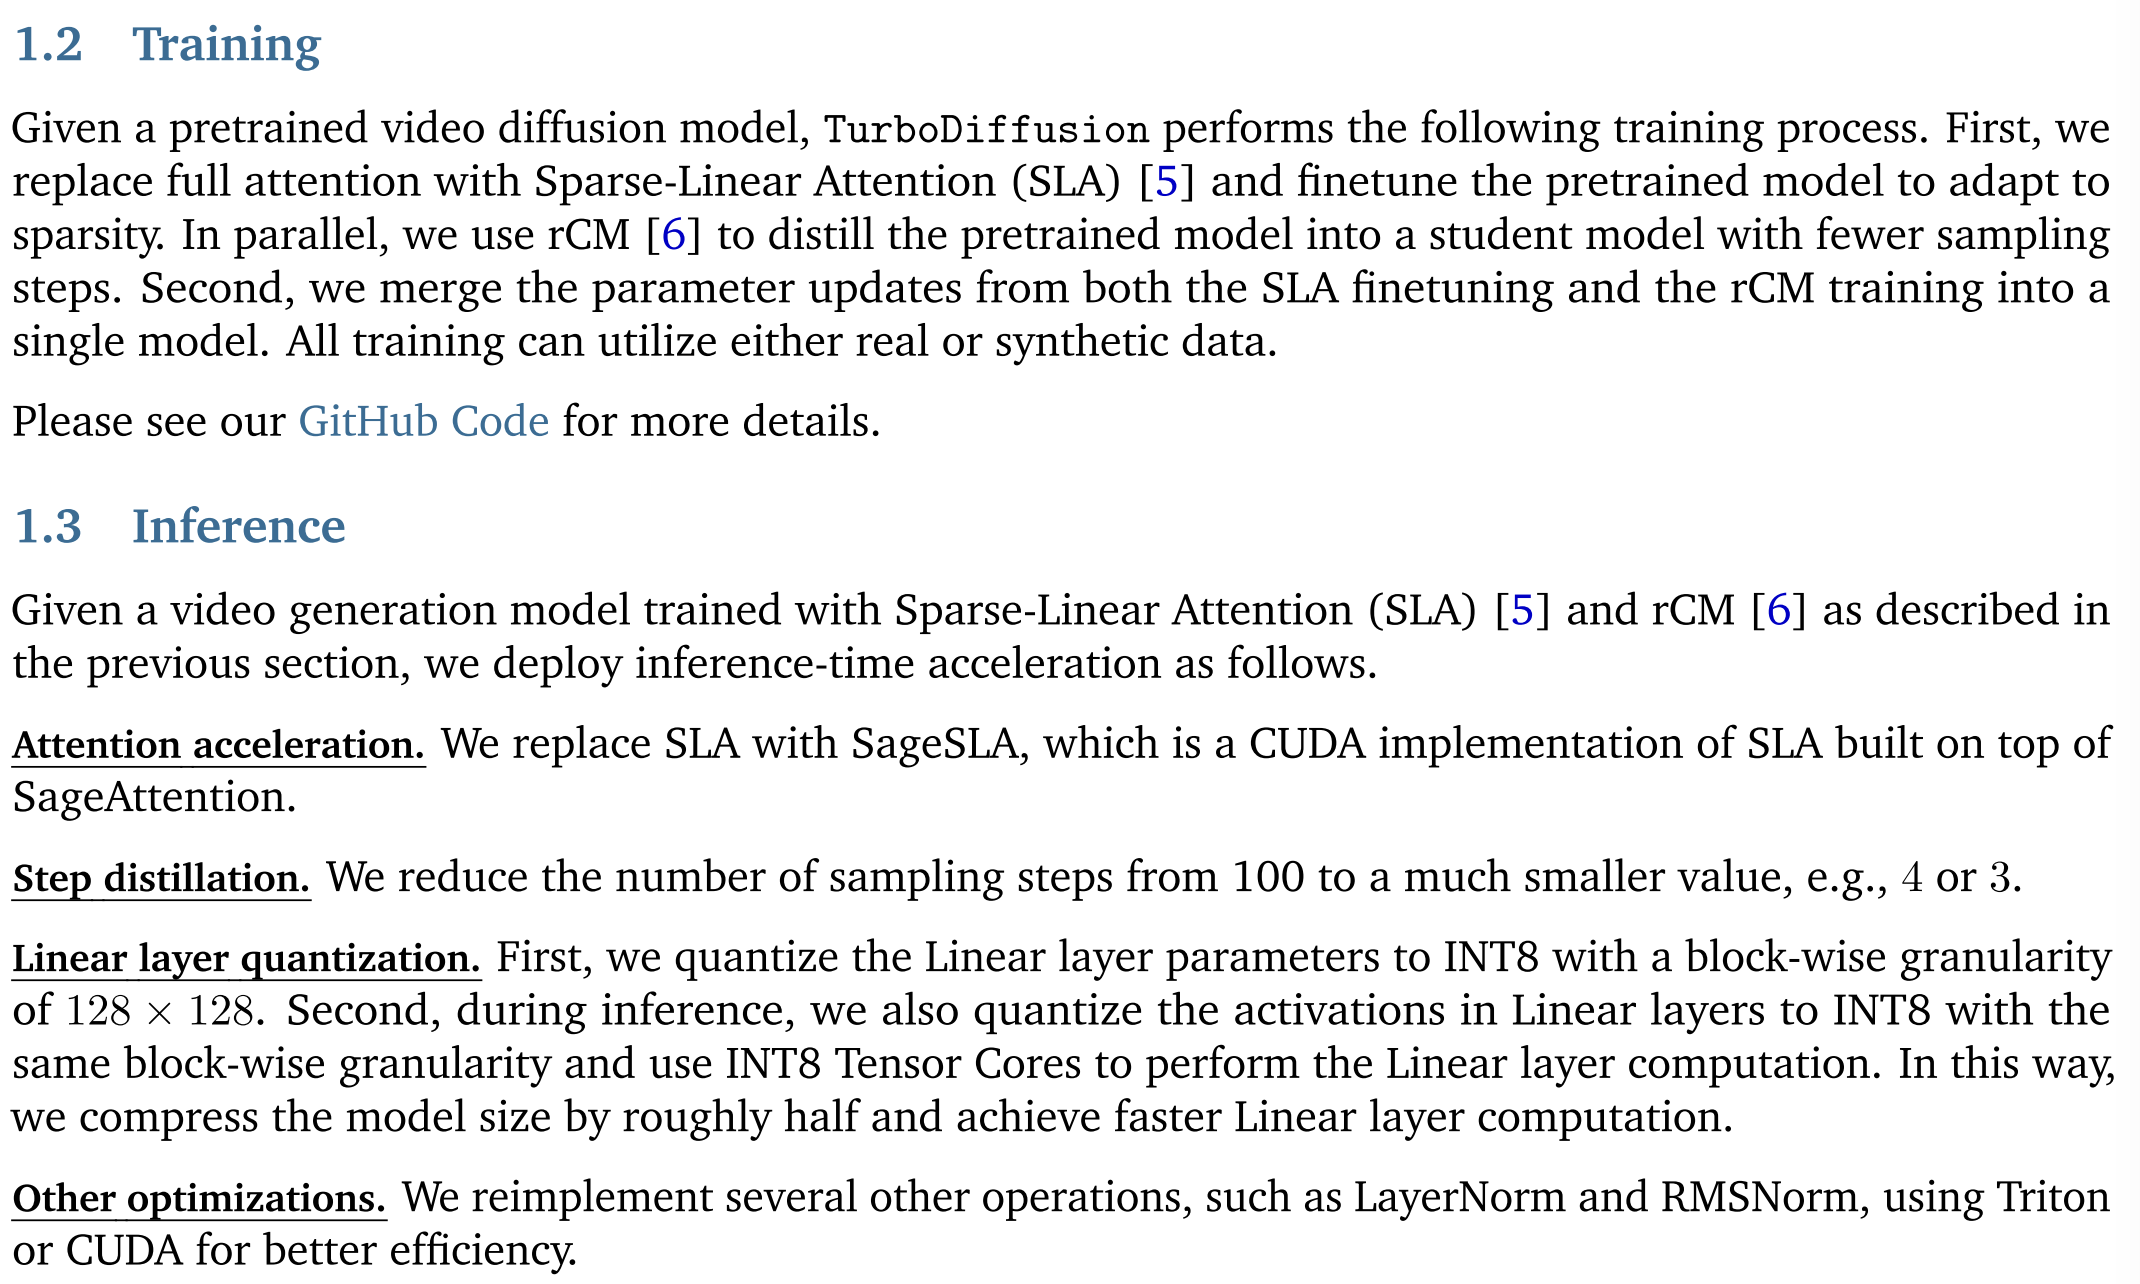 1.2 Training
Given a pretrained video diffusion model, TurboDiffusion performs the following training process. First, we
replace full attention with Sparse-Linear Attention (SLA) [5] and finetune the pretrained model to adapt to
sparsity. In parallel, we use rCM [6] to distill the pretrained model into a student model with fewer sampling
steps. Second, we merge the parameter updates from both the SLA finetuning and the rCM training into a
single model. All training can utilize either real or synthetic data.
Please see our GitHub Code for more details.
1.3 Inference
Given a video generation model trained with Sparse-Linear Attention (SLA) [5] and rCM [6] as described in
the previous section, we deploy inference-time acceleration as follows.
Attention acceleration. We replace SLA with SageSLA, which is a CUDA implementation of SLA built on top of
SageAttention.
Step distillation. We reduce the number of sampling steps from 100 to a much smaller value, e.g., 4 or 3.
Linear layer quantization. First, we quantize the Linear layer parameters to INT8 with a block-wise granularity
of 128 × 128. Second, during inference, we also quantize the activations in Linear layers to INT8 with the
same block-wise granularity and use INT8 Tensor Cores to perform the Linear layer computation. In this way,
we compress the model size by roughly half and achieve faster Linear layer computation.
Other optimizations. We reimplement several other operations, such as LayerNorm and RMSNorm, using Triton
or CUDA for better efficiency.